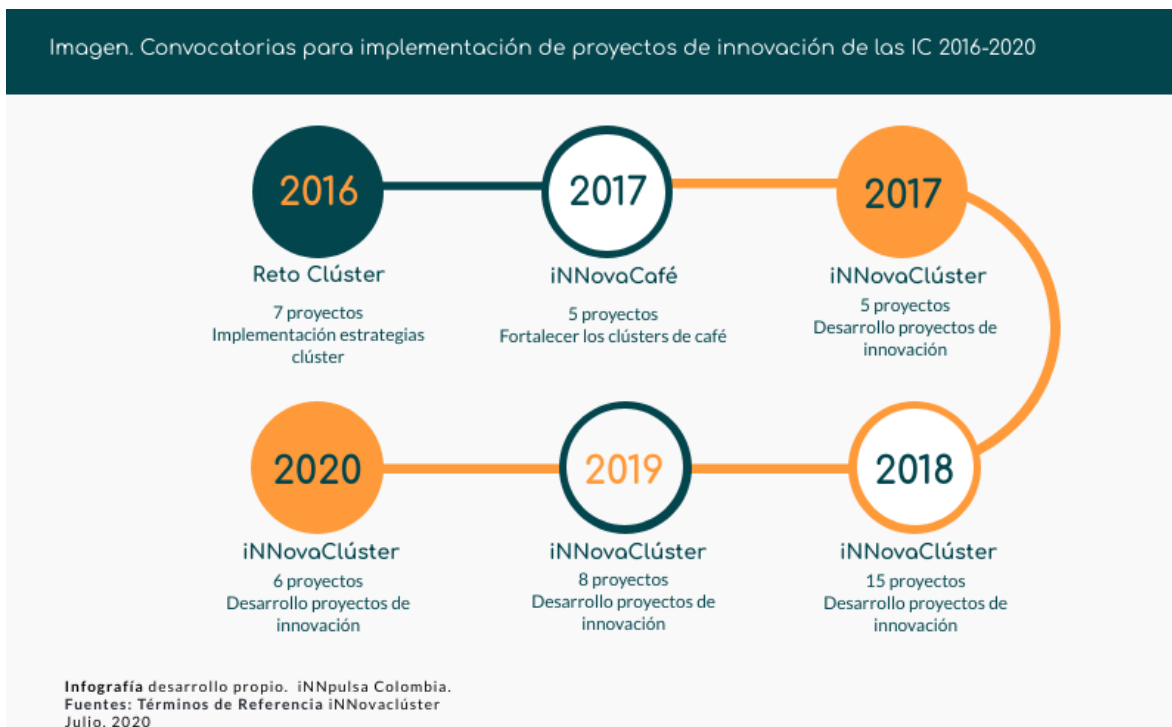 Imagen. Convocatorias para implementación de proyectos de innovación de las IC 2016-2020
2016
Reto Clúster
7 proyectos
Implementación estrategias
clúster
2017
iNNovaCafé
5 proyectos
Fortalecer los clústers de café
2017
iNNovaClúster
5 proyectos
Desarrollo proyectos de
innovación
2018
iNNovaClúster
15 proyectos
Desarrollo proyectos de
innovación
2019
iNNovaClúster
8 proyectos
Desarrollo proyectos de
innovación
2020
iNNovaClúster
6 proyectos
Desarrollo proyectos de
innovación
Infografía desarrollo propio. iNNpulsa Colombia.
Fuentes: Términos de Referencia iNNovaclúster
Julio, 2020